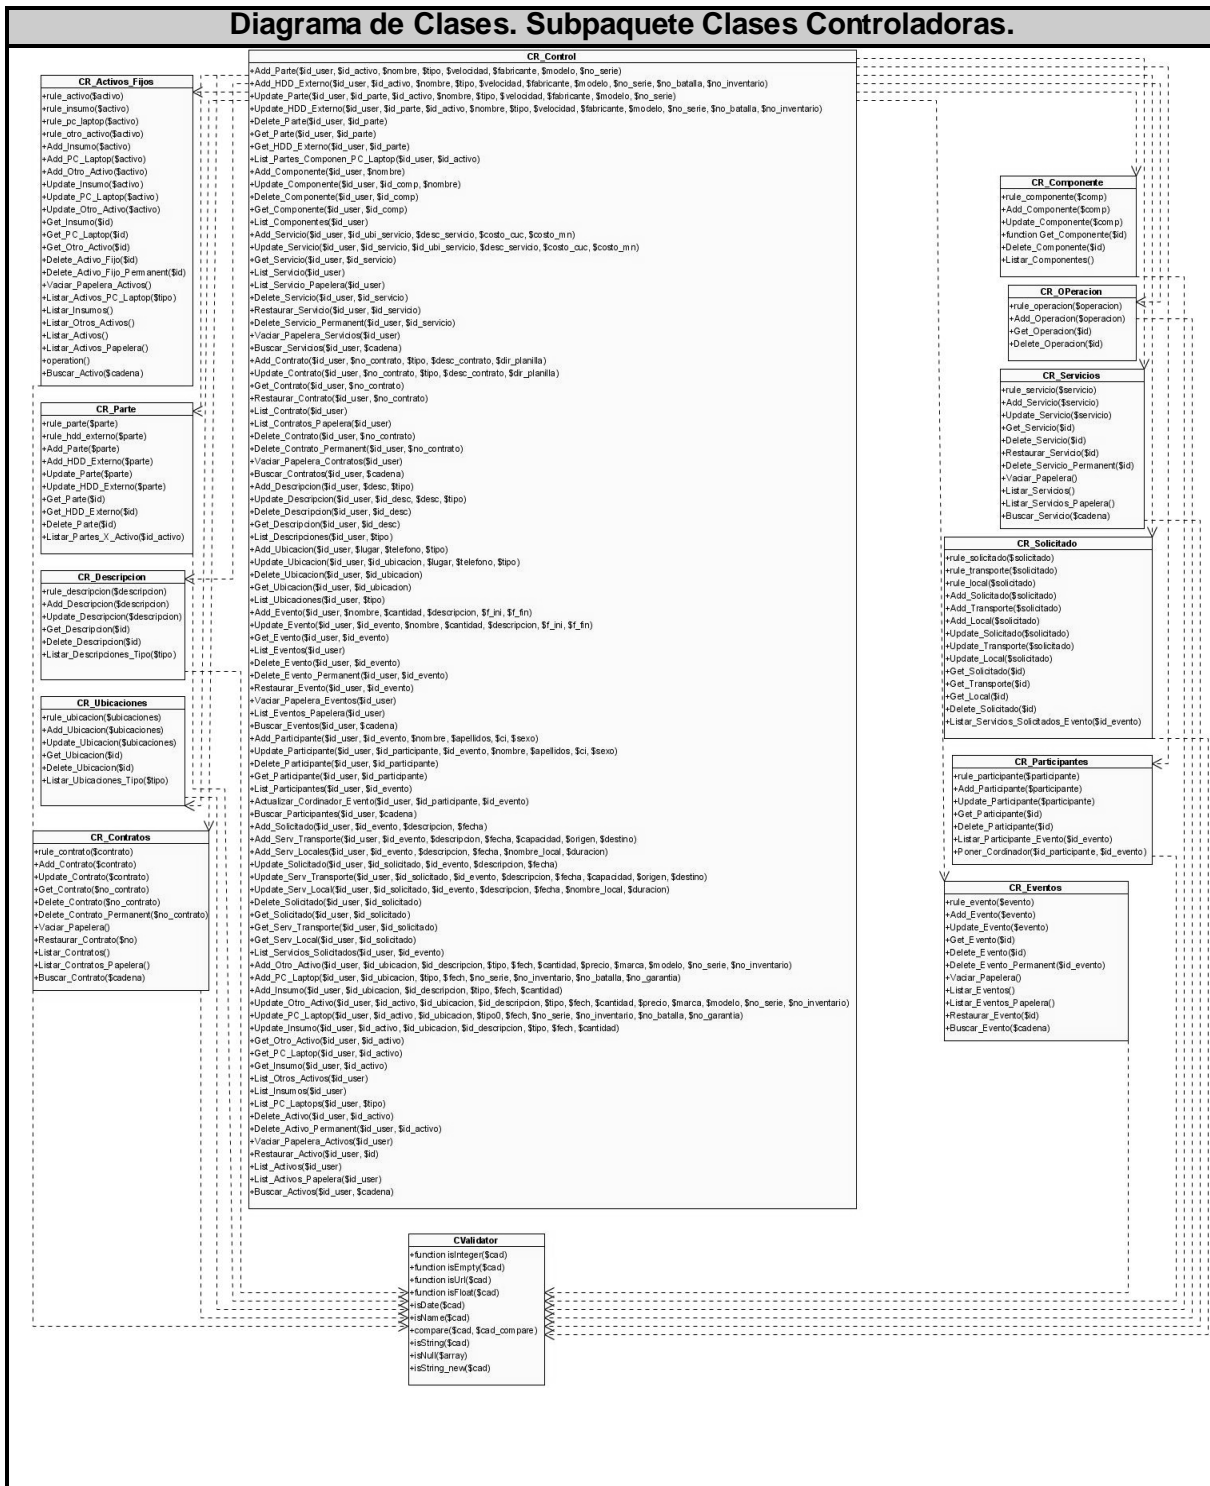 Diagrama de Clases. Subpaquete Clases Controladoras.
CR_Control
+Add_Parte($id_user, $id_activo, $nombre, $tipo, $velocidad, $fabricante, $modelo, $no_serie)
+Add_HDD_Externo($id_user, $id_activo, $nombre, $tipo, $velocidad, $fabricante, $modelo, $no_serie, $no_batalla, $no_inventario)
+Update_Parte($id_user, $id_parte, $id_activo, $nombre, $tipo, $velocidad, $fabricante, $modelo, $no_serie)
+Update_HDD_Externo($id_user, $id_parte, $id_activo, $nombre, $tipo, $velocidad, $fabricante, $modelo, $no_serie, $no_batalla, $no_inventario)
+Delete_Parte($id_user, $id_parte)
+Get_Parte($id_user, $id_parte)
+Get_HDD_Externo($id_user, $id_parte)
+List_Partes_Componen_PC_Laptop($id_user, $id_activo)
+Add_Componente($id_user, $nombre)
+Update_Componente($id_user, $id_comp, $nombre)
+Delete_Componente($id_user, $id_comp)
+Get_Componente($id_user, $id_comp)
+List_Componentes($id_user)
+Add_Servicio($id_user, $id_ubi_servicio, $desc_servicio, $costo_cuc, $costo_mn)
+Update_Servicio($id_user, $id_servicio, $id_ubi_servicio, $desc_servicio, $costo_cuc, $costo_mn)
+Get_Servicio($id_user, $id_servicio)
+List_Servicio($id_user)
+List_Servicio_Papelera($id_user)
+Delete_Servicio($id_user, $id_servicio)
+Restaurar_Servicio($id_user, $id_servicio)
+Delete_Servicio_Permanent($id_user, $id_servicio)
+Vaciar_Papelera_Servicios($id_user)
+Buscar_Servicios($id_user, $cadena)
+Add_Contrato($id_user, $no_contrato, $tipo, $desc_contrato, $dir_planilla)
+Update_Contrato($id_user, $no_contrato, $tipo, $desc_contrato, $dir_planilla)
+Get_Contrato($id_user, $no_contrato)
+Restaurar_Contrato($id_user, $no_contrato)
+List_Contrato($id_user)
+List_Contratos_Papelera($id_user)
+Delete_Contrato($id_user, $no_contrato)
+Delete_Contrato_Permanent($id_user, $no_contrato)
+Vaciar_Papelera_Contratos($id_user)
+Buscar_Contratos($id_user, $cadena)
+Add_Descripcion($id_user, $desc, $tipo)
+Update_Descripcion($id_user, $id_desc, $desc, $tipo)
+Delete_Descripcion($id_user, $id_desc)
+Get_Descripcion($id_user, $id_desc)
+List_Descripciones($id_user, $tipo)
+Add_Ubicacion($id_user, $lugar, $telefono, $tipo)
+Update_Ubicacion($id_user, $id_ubicacion, $lugar, $telefono, $tipo)
+Delete_Ubicacion($id_user, $id_ubicacion)
+Get_Ubicacion($id_user, $id_ubicacion)
+List_Ubicaciones($id_user, $tipo)
+Add_Evento($id_user, $nombre, $cantidad, $descripcion, $f_ini, $f_fin)
+Update_Evento($id_user, $id_evento, $nombre, $cantidad, $descripcion, $f_ini, $f_fin)
+Get_Evento($id_user, $id_evento)
+List_Eventos($id_user)
+Delete_Evento($id_user, $id_evento)
+Delete_Evento_Permanent($id_user, $id_evento)
+Restaurar_Evento($id_user, $id_evento)
+Vaciar_Papelera_Eventos($id_user)
+List_Eventos_Papelera($id_user)
+Buscar_Eventos($id_user, $cadena)
+Add_Participante($id_user, $id_evento, $nombre, $apellidos, $ci, $sexo)
+Update_Participante($id_user, $id_participante, $id_evento, $nombre, $apellidos, $ci, $sexo)
+Delete_Participante($id_user, $id_participante)
+Get_Participante($id_user, $id_participante)
+List_Participantes($id_user, $id_evento)
+Actualizar_Cordinador_Evento($id_user, $id_participante, $id_evento)
+Buscar_Participantes($id_user, $cadena)
+Add_Solicitado($id_user, $id_evento, $descripcion, $fecha)
+Add_Serv_Transporte($id_user, $id_evento, $descripcion, $fecha, $capacidad, $origen, $destino)
+Add_Serv_Locales($id_user, $id_evento, $descripcion, $fecha, $nombre_local, $duracion)
+Update_Solicitado($id_user, $id_solicitado, $id_evento, $descripcion, $fecha)
+Update_Serv_Transporte($id_user, $id_solicitado, $id_evento, $descripcion, $fecha, $capacidad, $origen, $destino)
+Update_Serv_Local($id_user, $id_solicitado, $id_evento, $descripcion, $fecha, $nombre_local, $duracion)
+Delete_Solicitado($id_user, $id_solicitado)
+Get_Solicitado($id_user, $id_solicitado)
+Get_Serv_Transporte($id_user, $id_solicitado)
+Get_Serv_Local($id_user, $id_solicitado)
+List_Servicios_Solicitados($id_user, $id_evento)
+Add_Otro_Activo($id_user, $id_ubicacion, $id_descripcion, $tipo, $fech, $cantidad, $precio, $marca, $modelo, $no_serie, $no_inventario)
+Add_PC_Laptop($id_user, $id_ubicacion, $tipo, $fech, $no_serie, $no_inventario, $no_batalla, $no_garantia)
+Add_Insumo($id_user, $id_ubicacion, $id_descripcion, $tipo, $fech, $cantidad)
+Update_Otro_Activo($id_user, $id_activo, $id_ubicacion, $id_descripcion, $tipo, $fech, $cantidad, $precio, $marca, $modelo, $no_serie, $no_inventario)
+Update_PC_Laptop($id_user, $id_activo, $id_ubicacion, $tipo0, $fech, $no_serie, $no_inventario, $no_batalla, $no_garantia)
+Update_Insumo($id_user, $id_activo, $id_ubicacion, $id_descripcion, $tipo, $fech, $cantidad)
+Get_Otro_Activo($id_user, $id_activo)
+Get_PC_Laptop($id_user, $id_activo)
+Get_Insumo($id_user, $id_activo)
+List_Otros_Activos($id_user)
+List_Insumos($id_user)
+List_PC_Laptops($id_user, $tipo)
+Delete_Activo($id_user, $id_activo)
+Delete_Activo_Permanent($id_user, $id_activo)
+Vaciar_Papelera_Activos($id_user)
+Restaurar_Activo($id_user, $id)
+List_Activos($id_user)
+List_Activos_Papelera($id_user)
+Buscar_Activos($id_user, $cadena)
CR_Activos_Fijos
+rule_activo($activo)
+rule_insumo($activo)
+rule_pc_laptop($activo)
+rule_otro_activo($activo)
+Add_Insumo($activo)
+Add_PC_Laptop($activo)
+Add_Otro_Activo($activo)
+Update_Insumo($activo)
+Update_PC_Laptop($activo)
+Update_Otro_Activo($activo)
+Get_Insumo($id)
+Get_PC_Laptop($id)
+Get_Otro_Activo($id)
+Delete_Activo_Fijo($id)
+Delete_Activo_Fijo_Permanent($id)
+Vaciar_Papelera_Activos()
+Listar_Activos_PC_Laptop($tipo)
+Listar_Insumos()
+Listar_Otros_Activos()
+Listar_Activos()
+Listar_Activos_Papelera()
+operation()
+Buscar_Activo($cadena)
CR_Parte
+rule_parte($parte)
+rule_hdd_externo($parte)
+Add_Parte($parte)
+Add_HDD_Externo($parte)
+Update_Parte($parte)
+Update_HDD_Externo($parte)
+Get_Parte($id)
+Get_HDD_Externo($id)
+Delete_Parte($id)
+Listar_Partes_X_Activo($id_activo)
CR_Descripcion
+rule_descripcion($descripcion)
+Add_Descripcion($descripcion)
+Update_Descripcion($descripcion)
+Get_Descripcion($id)
+Delete_Descripcion($id)
+Listar_Descripciones_Tipo($tipo)
CR_Ubicaciones
+rule_ubicacion($ubicaciones)
+Add_Ubicacion($ubicaciones)
+Update_Ubicacion($ubicaciones)
+Get_Ubicacion($id)
+Delete_Ubicacion($id)
+Listar_Ubicaciones_Tipo($tipo)
CR_Contratos
+rule_contrato($contrato)
+Add_Contrato($contrato)
+Update_Contrato($contrato)
+Get_Contrato($no_contrato)
+Delete_Contrato($no_contrato)
+Delete_Contrato_Permanent($no_contrato)
+Vaciar_Papelera()
+Restaurar_Contrato($no)
+Listar_Contratos()
+Listar_Contratos_Papelera()
+Buscar_Contrato($cadena)
CR_Componente
+rule_componente($comp)
+Add_Componente($comp)
+Update_Componente($comp)
+function Get_Componente($id)
+Delete_Componente($id)
+Listar_Componentes()
CR_OPeracion
+rule_operacion($operacion)
+Add_Operacion($operacion)
+Get_Operacion($id)
+Delete_Operacion($id)
CR_Servicios
+rule_servicio($servicio)
+Add_Servicio($servicio)
+Update_Servicio($servicio)
+Get_Servicio($id)
+Delete_Servicio($id)
+Restaurar_Servicio($id)
+Delete_Servicio_Permanent($id)
+Vaciar_Papelera()
+Listar_Servicios()
+Listar_Servicios_Papelera()
+Buscar_Servicio($cadena)
CR_Solicitado
+rule_solicitado($solicitado)
+rule_transporte($solicitado)
+rule_local($solicitado)
+Add_Solicitado($solicitado)
+Add_Transporte($solicitado)
+Add_Local($solicitado)
+Update_Solicitado($solicitado)
+Update_Transporte($solicitado)
+Update_Local($solicitado)
+Get_Solicitado($id)
+Get_Transporte($id)
+Get_Local($id)
+Delete_Solicitado($id)
+Listar_Servicios_Solicitados_Evento($id_evento)
CR_Participantes
+rule_participante($participante)
+Add_Participante($participante)
+Update_Participante($participante)
+Get_Participante($id)
+Delete_Participante($id)
+Listar_Participante_Evento($id_evento)
+Poner_Cordinador($id_participante, $id_evento)
CR_Eventos
+rule_evento($evento)
+Add_Evento($evento)
+Update_Evento($evento)
+Get_Evento($id)
+Delete_Evento($id)
+Delete_Evento_Permanent($id_evento)
+Vaciar_Papelera()
+Listar_Eventos()
+Listar_Eventos_Papelera()
+Restaurar_Evento($id)
+Buscar_Evento($cadena)
CValidator
+function isInteger($cad)
+function isEmpty($cad)
+function isUrl($cad)
+function isFloat($cad)
+isDate($cad)
+isName($cad)
+compare($cad, $cad_compare)
+isString($cad)
+isNull($array)
+isString_new($cad)